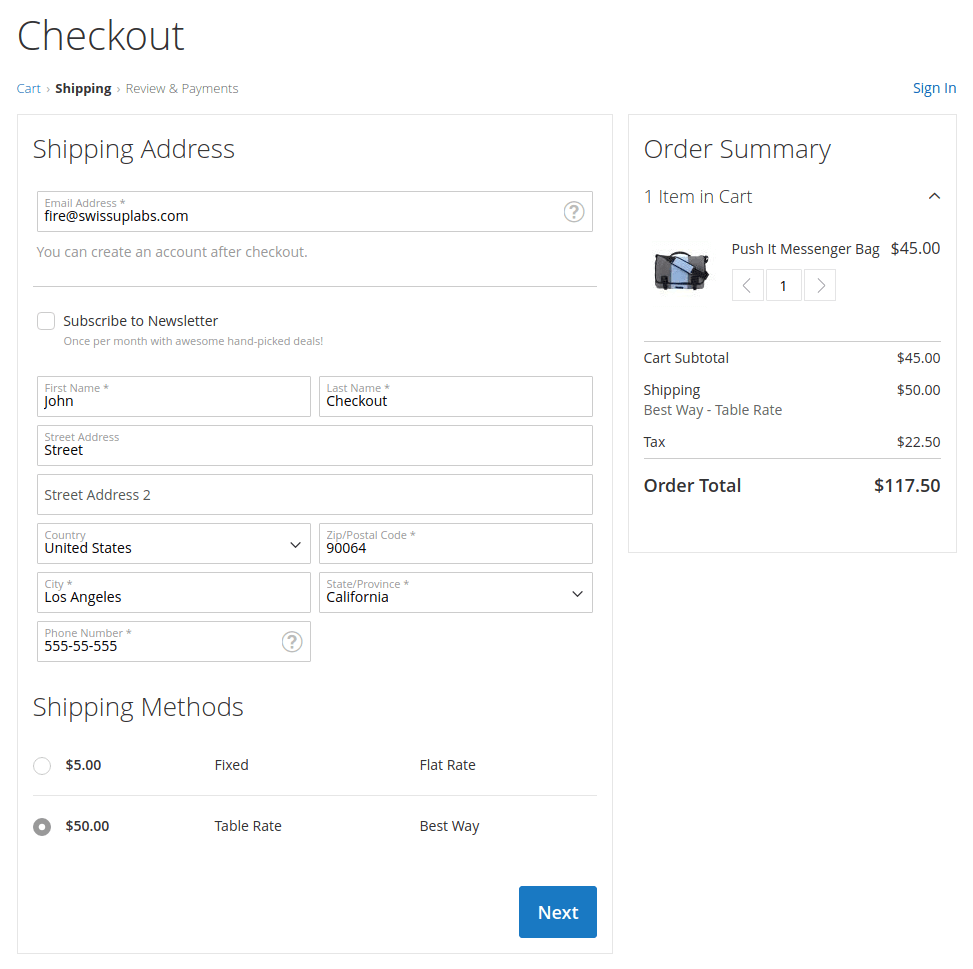 Checkout
Cart › Shipping › Review & Payments
Sign In
Shipping Address
Email Address *
fire@swissuplabs.com
?
You can create an account after checkout.
Subscribe to Newsletter
Once per month with awesome hand-picked deals!
First Name *
John
Last Name *
Checkout
Street Address
Street
Street Address 2
Country
United States
Zip/Postal Code *
90064
City *
Los Angeles
State/Province *
California
Phone Number *
555-55-555
?
Shipping Methods
$5.00 Fixed Flat Rate
$50.00 Table Rate Best Way
Next
Order Summary
1 Item in Cart
Push It Messenger Bag $45.00
1
Cart Subtotal $45.00
Shipping $50.00
Best Way - Table Rate
Tax $22.50
Order Total $117.50